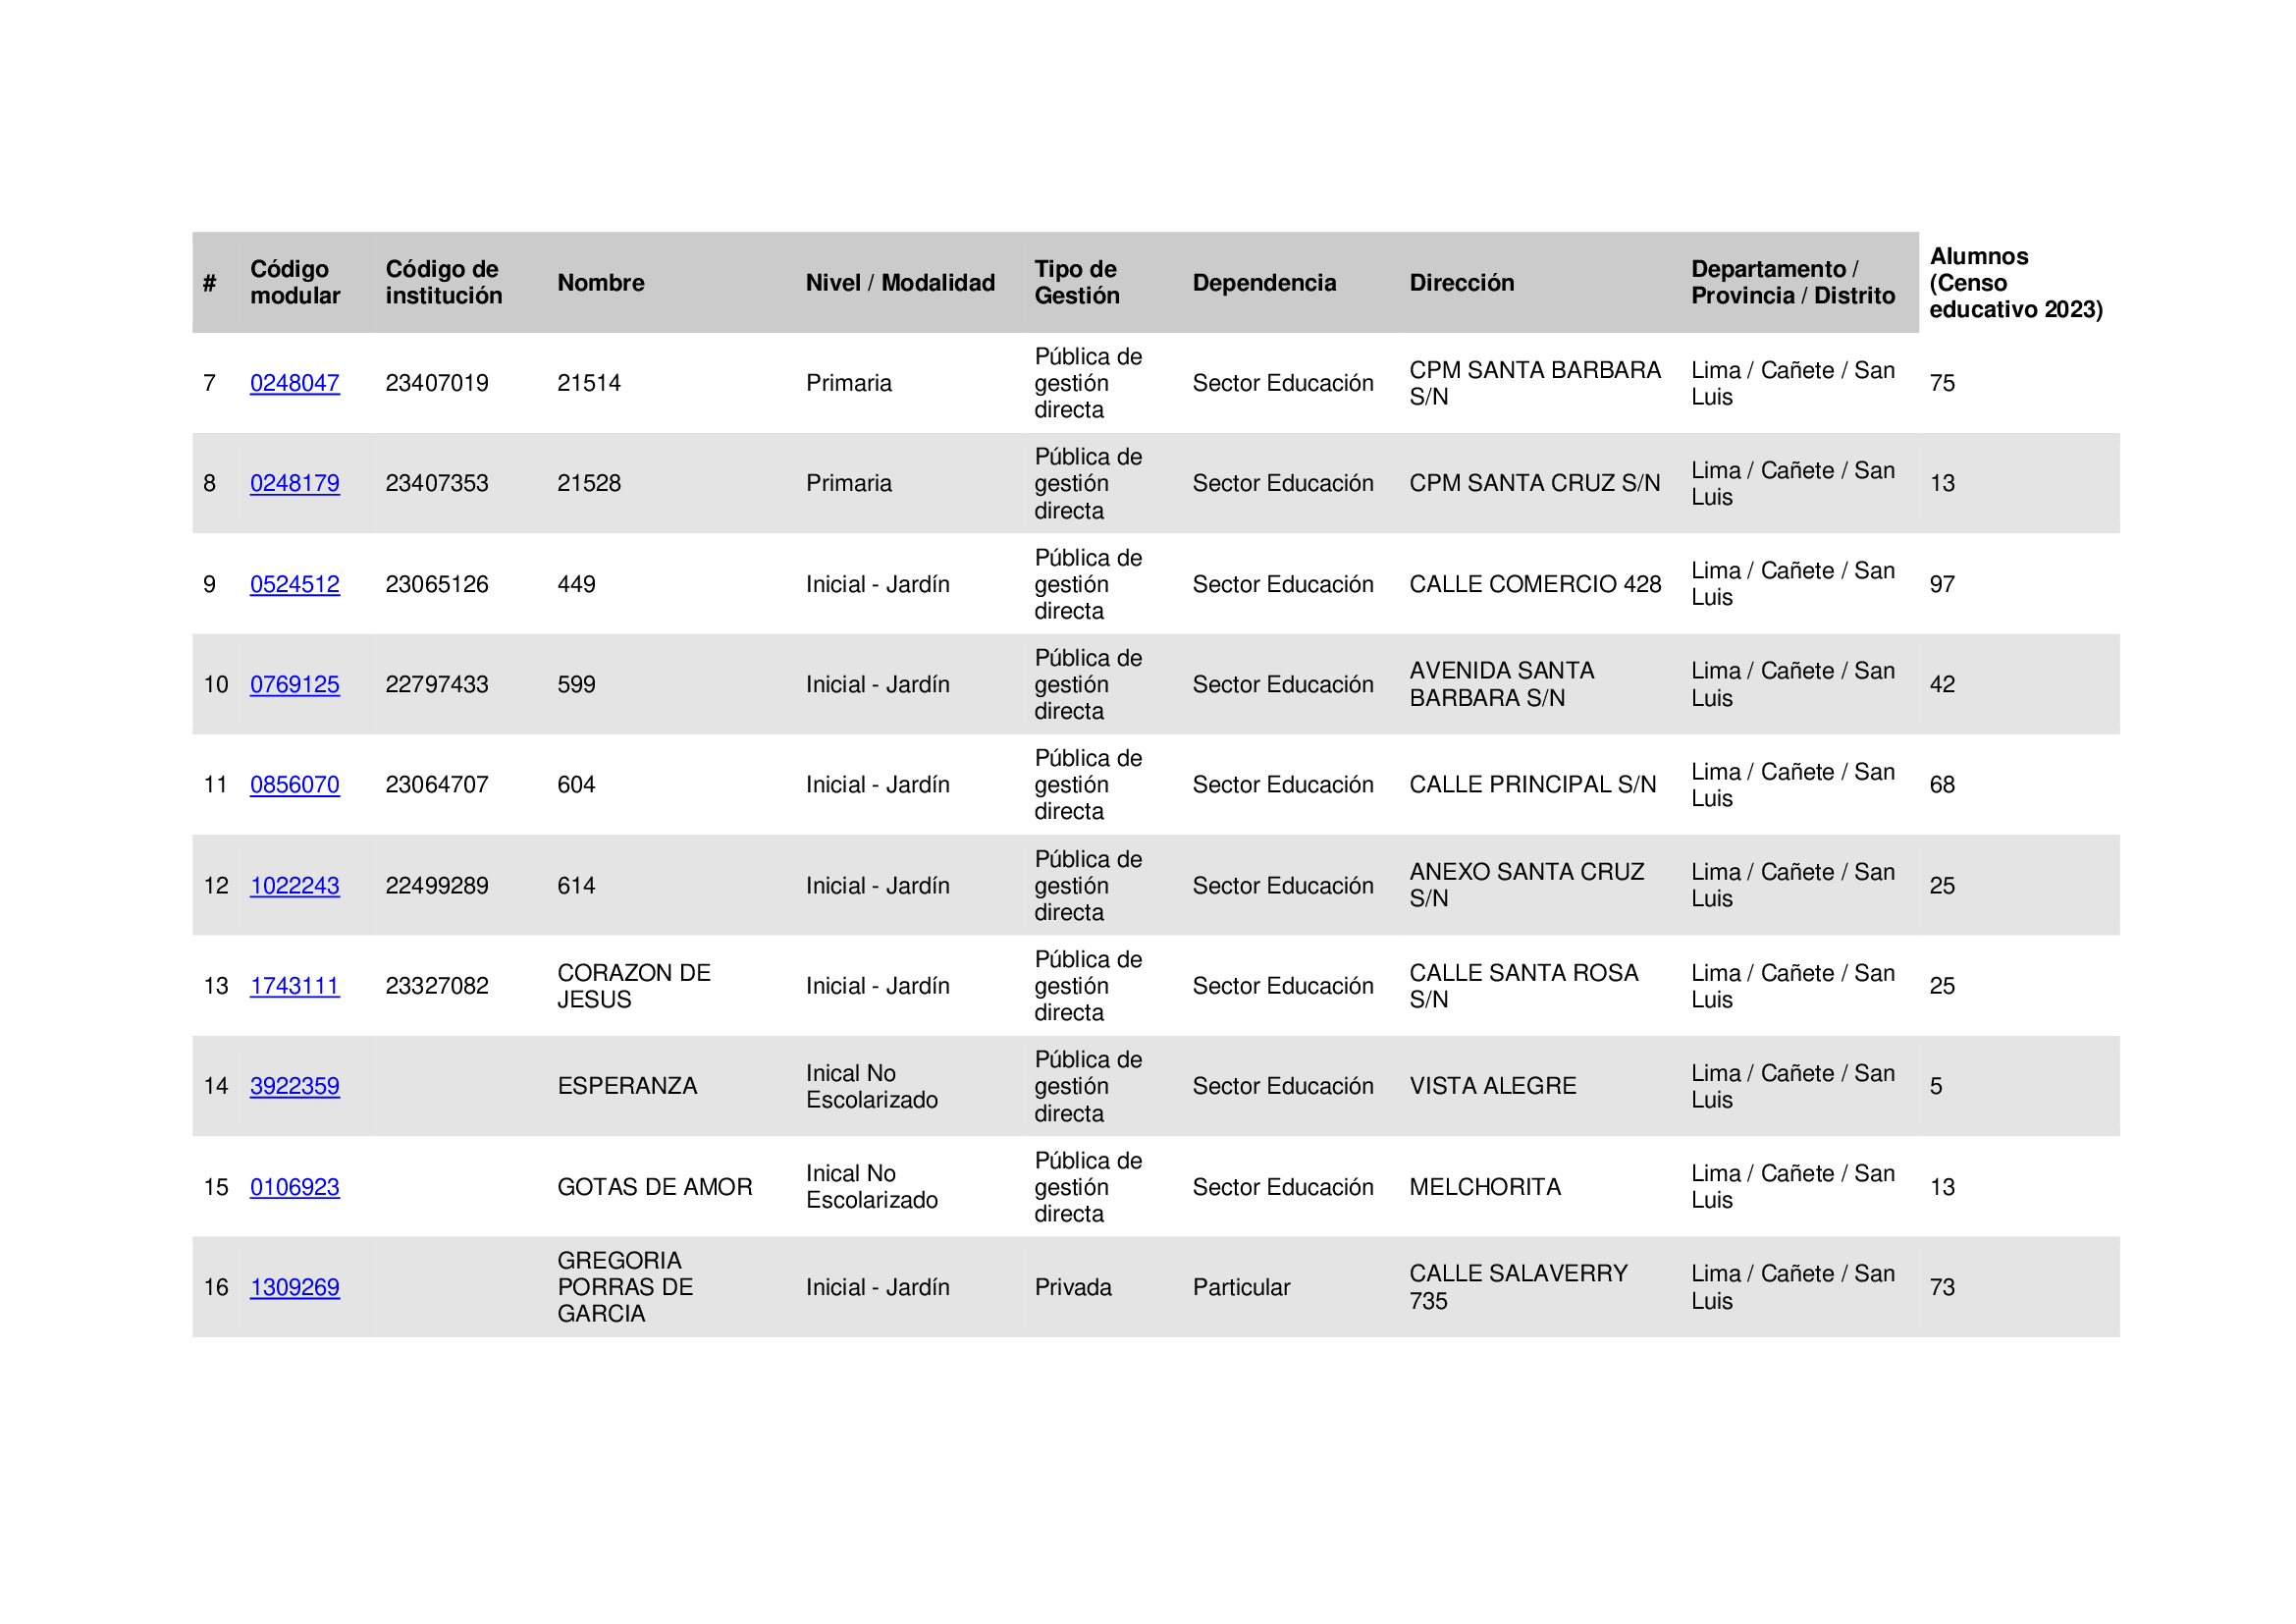 # Código modular Código de institución Nombre Nivel / Modalidad Tipo de Gestión Dependencia Dirección Departamento / Provincia / Distrito Alumnos (Censo educativo 2023)
7 0248047 23407019 21514 Primaria Pública de gestión directa Sector Educación CPM SANTA BARBARA S/N Lima / Cañete / San Luis 75
8 0248179 23407353 21528 Primaria Pública de gestión directa Sector Educación CPM SANTA CRUZ S/N Lima / Cañete / San Luis 13
9 0524512 23065126 449 Inicial - Jardín Pública de gestión directa Sector Educación CALLE COMERCIO 428 Lima / Cañete / San Luis 97
10 0769125 22797433 599 Inicial - Jardín Pública de gestión directa Sector Educación AVENIDA SANTA BARBARA S/N Lima / Cañete / San Luis 42
11 0856070 23064707 604 Inicial - Jardín Pública de gestión directa Sector Educación CALLE PRINCIPAL S/N Lima / Cañete / San Luis 68
12 1022243 22499289 614 Inicial - Jardín Pública de gestión directa Sector Educación ANEXO SANTA CRUZ S/N Lima / Cañete / San Luis 25
13 1743111 23327082 CORAZON DE JESUS Inicial - Jardín Pública de gestión directa Sector Educación CALLE SANTA ROSA S/N Lima / Cañete / San Luis 25
14 3922359 ESPERANZA Inical No Escolarizado Pública de gestión directa Sector Educación VISTA ALEGRE Lima / Cañete / San Luis 5
15 0106923 GOTAS DE AMOR Inical No Escolarizado Pública de gestión directa Sector Educación MELCHORITA Lima / Cañete / San Luis 13
16 1309269 GREGORIA PORRAS DE GARCIA Inicial - Jardín Privada Particular CALLE SALAVERRY 735 Lima / Cañete / San Luis 73